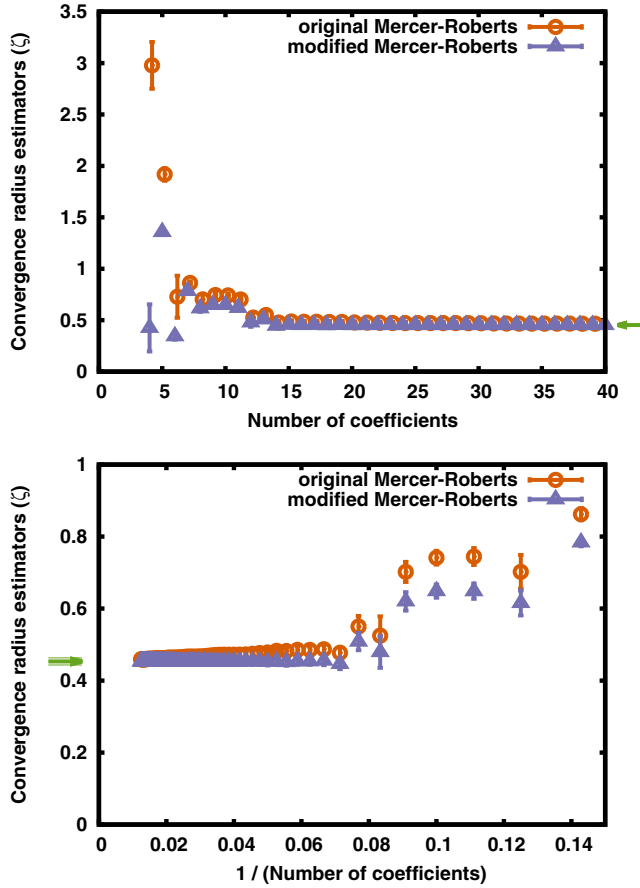 3.5
3
2.5
2
1.5
1
0.5
0
original Mercer-Roberts
modified Mercer-Roberts
Convergence radius estimators (ζ)
0 5 10 15 20 25 30 35 40
Number of coefficients
1
0.8
0.6
0.4
0.2
0
original Mercer-Roberts
modified Mercer-Roberts
Convergence radius estimators (ζ)
0 0.02 0.04 0.06 0.08 0.1 0.12 0.14
1 / (Number of coefficients)